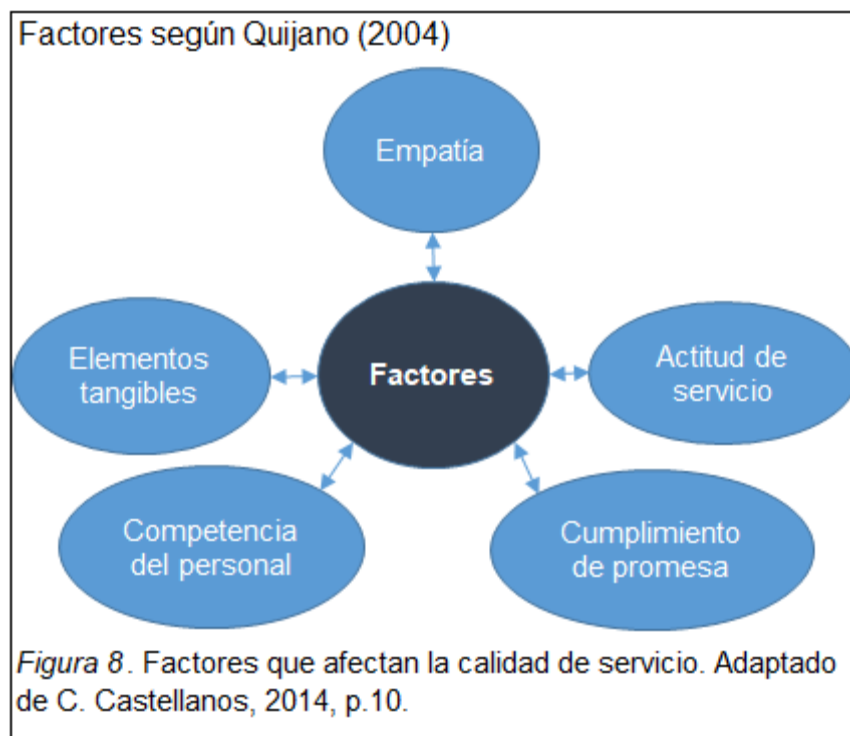 Factores según Quijano (2004)
Empatía
Elementos
tangibles
Factores
Actitud de
servicio
Competencia
del personal
Cumplimiento
de promesa
Figura 8. Factores que afectan la calidad de servicio. Adaptado
de C. Castellanos, 2014, p.10.